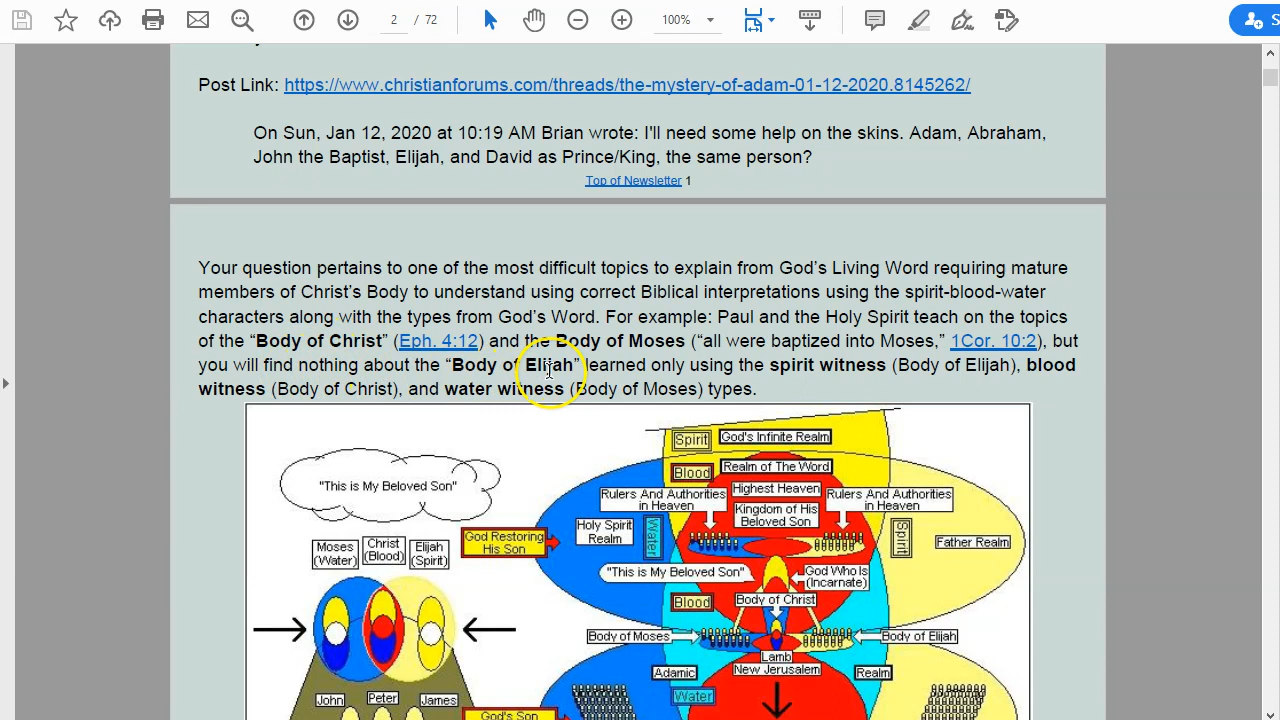 2 / 72
100%
Post Link: https://www.christianforums.com/threads/the-mystery-of-adam-01-12-2020.8145262/
On Sun, Jan 12, 2020 at 10:19 AM Brian wrote: I'll need some help on the skins. Adam, Abraham,
John the Baptist, Elijah, and David as Prince/King, the same person?
Top of Newsletter 1
Your question pertains to one of the most difficult topics to explain from God’s Living Word requiring mature
members of Christ’s Body to understand using correct Biblical interpretations using the spirit-blood-water
characters along with the types from God’s Word. For example: Paul and the Holy Spirit teach on the topics
of the “Body of Christ” (Eph. 4:12) and the Body of Moses (“all were baptized into Moses,” 1Cor. 10:2), but
you will find nothing about the “Body of Elijah” learned only using the spirit witness (Body of Elijah), blood
witness (Body of Christ), and water witness (Body of Moses) types.
Spirit
God's Infinite Realm
Blood
Realm of The Word
"This is My Beloved Son"
Rulers And Authorities
in Heaven
Highest Heaven
Rulers And Authorities
in Heaven
Kingdom of His
Beloved Son
Holy Spirit
Realm
Water
Spirit
Father Realm
God Restoring
His Son
Moses
(Water)
Christ
(Blood)
Elijah
(Spirit)
"This is My Beloved Son"
God Who Is
(Incarnate)
Blood
Body of Christ
Body of Moses
Body of Elijah
Lamb
New Jerusalem
Adamic
Realm
Water
John
Peter
James
God's Son